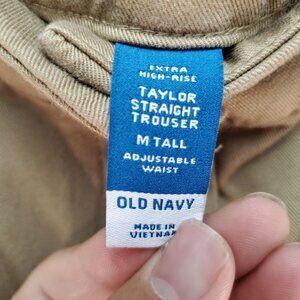 EXTRA
HIGH-RISE
TAYLOR
STRAIGHT
TROUSER
M TALL
ADJUSTABLE
WAIST
OLD NAVY
MADE IN
VIETNAM